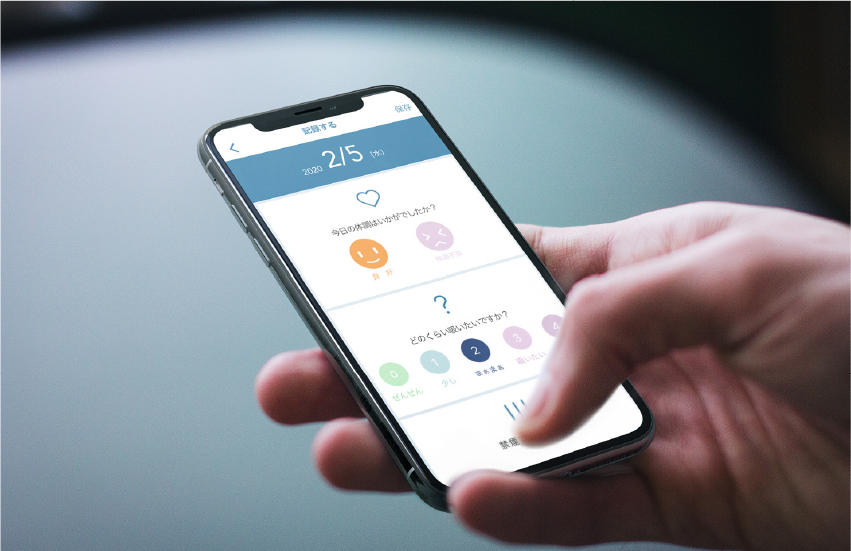 記録する
保存
2020 2/5 (水)
今日の体調はいかがでしたか？
良 好
体調不良
どのくらい吸いたいですか？
0 1 2 3 4
ぜんぜん 少し まぁまぁ 吸いたい
禁煙